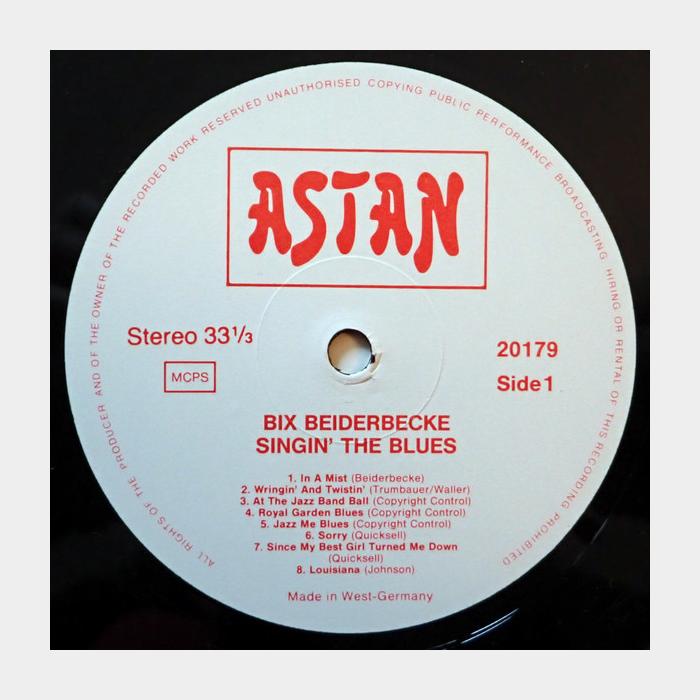 ALL RIGHTS OF THE PRODUCER AND OF THE OWNER OF THE RECORDED WORK RESERVED UNAUTHORISED COPYING PUBLIC PERFORMANCE BROADCASTING HIRING OR RENTAL OF THIS RECORDING PROHIBITED
ASTAN
Stereo 33⅓
MCPS
20179
Side1
BIX BEIDERBECKE
SINGIN' THE BLUES
1. In A Mist (Beiderbecke)
2. Wringin' And Twistin' (Trumbauer/Waller)
3. At The Jazz Band Ball (Copyright Control)
4. Royal Garden Blues (Copyright Control)
5. Jazz Me Blues (Copyright Control)
6. Sorry (Quicksell)
7. Since My Best Girl Turned Me Down
(Quicksell)
8. Louisiana (Johnson)
Made in West-Germany